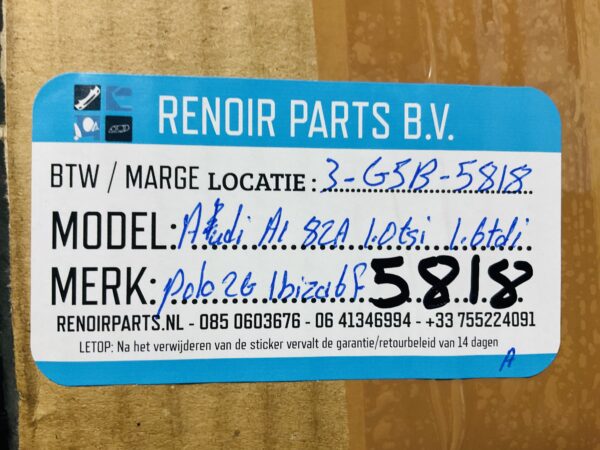 RENOIR PARTS B.V.
BTW / MARGE LOCATIE: 3-G5B-5818
MODEL: Audi A1 82A 1.0tsi 1.6tdi
MERK: polo 2G Ibiza 6F 5818
RENOIRPARTS.NL - 085 0603676 - 06 41346994 - +33 755224091
LETOP: Na het verwijderen van de sticker vervalt de garantie/retourbeleid van 14 dagen
A